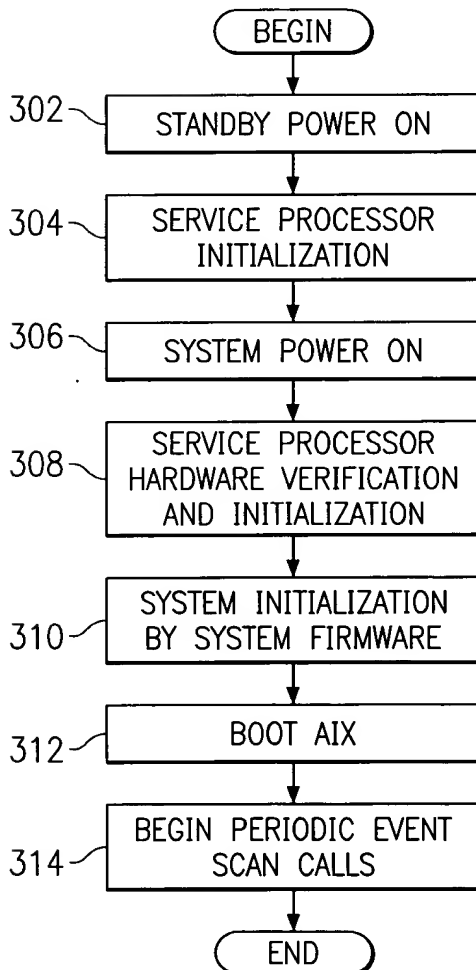 BEGIN
302
STANDBY POWER ON
304
SERVICE PROCESSOR
INITIALIZATION
306
SYSTEM POWER ON
308
SERVICE PROCESSOR
HARDWARE VERIFICATION
AND INITIALIZATION
310
SYSTEM INITIALIZATION
BY SYSTEM FIRMWARE
312
BOOT AIX
314
BEGIN PERIODIC EVENT
SCAN CALLS
END